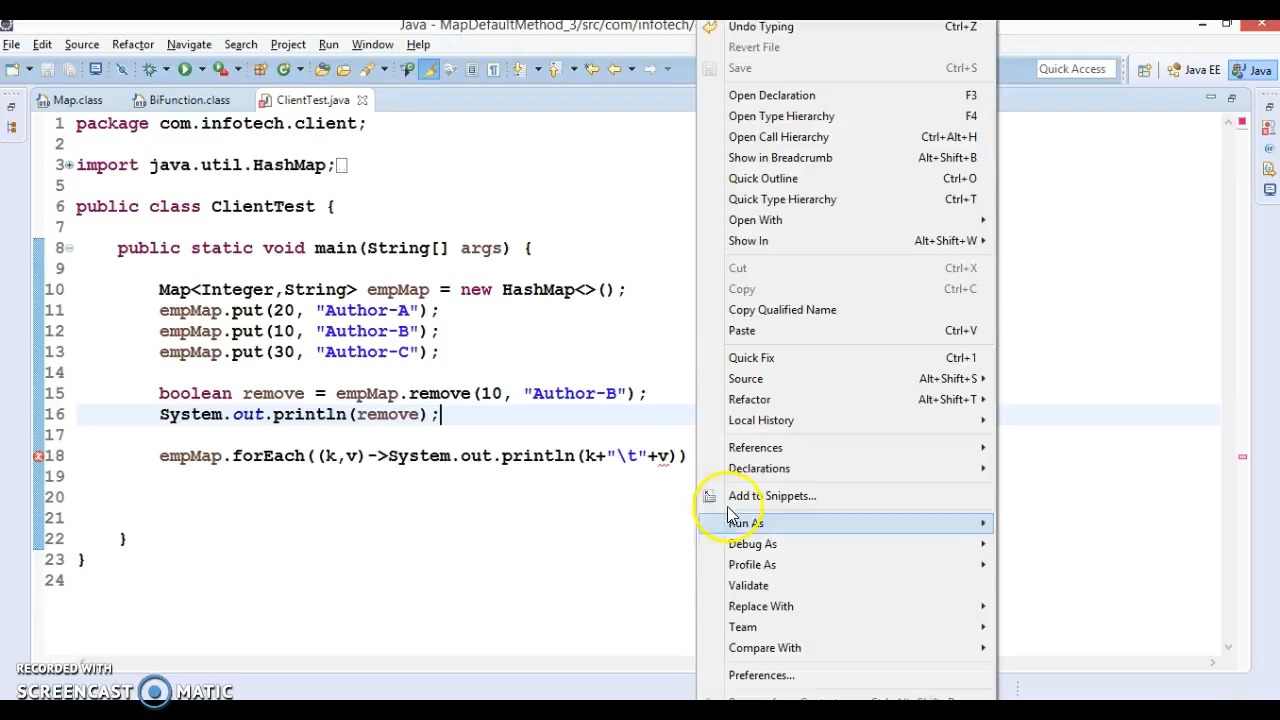 Java - MapDefaultMethod_3/src/com/infotech/
File Edit Source Refactor Navigate Search Project Run Window Help
Quick Access
Java EE
Java
Map.class
BiFunction.class
ClientTest.java
1 package com.infotech.client;
2
3 import java.util.HashMap;
5
6 public class ClientTest {
7
8 public static void main(String[] args) {
9
10 Map<Integer,String> empMap = new HashMap<>();
11 empMap.put(20, "Author-A");
12 empMap.put(10, "Author-B");
13 empMap.put(30, "Author-C");
14
15 boolean remove = empMap.remove(10, "Author-B");
16 System.out.println(remove);
17
18 empMap.forEach((k,v)->System.out.println(k+"\t"+v))
19
20
21
22 }
23 }
24
Undo Typing Ctrl+Z
Revert File
Save Ctrl+S
Open Declaration F3
Open Type Hierarchy F4
Open Call Hierarchy Ctrl+Alt+H
Show in Breadcrumb Alt+Shift+B
Quick Outline Ctrl+O
Quick Type Hierarchy Ctrl+T
Open With
Show In Alt+Shift+W
Cut Ctrl+X
Copy Ctrl+C
Copy Qualified Name
Paste Ctrl+V
Quick Fix Ctrl+1
Source Alt+Shift+S
Refactor Alt+Shift+T
Local History
References
Declarations
Add to Snippets...
Run As
Debug As
Profile As
Validate
Replace With
Team
Compare With
Preferences...
RECORDED WITH
SCREENCAST MATIC